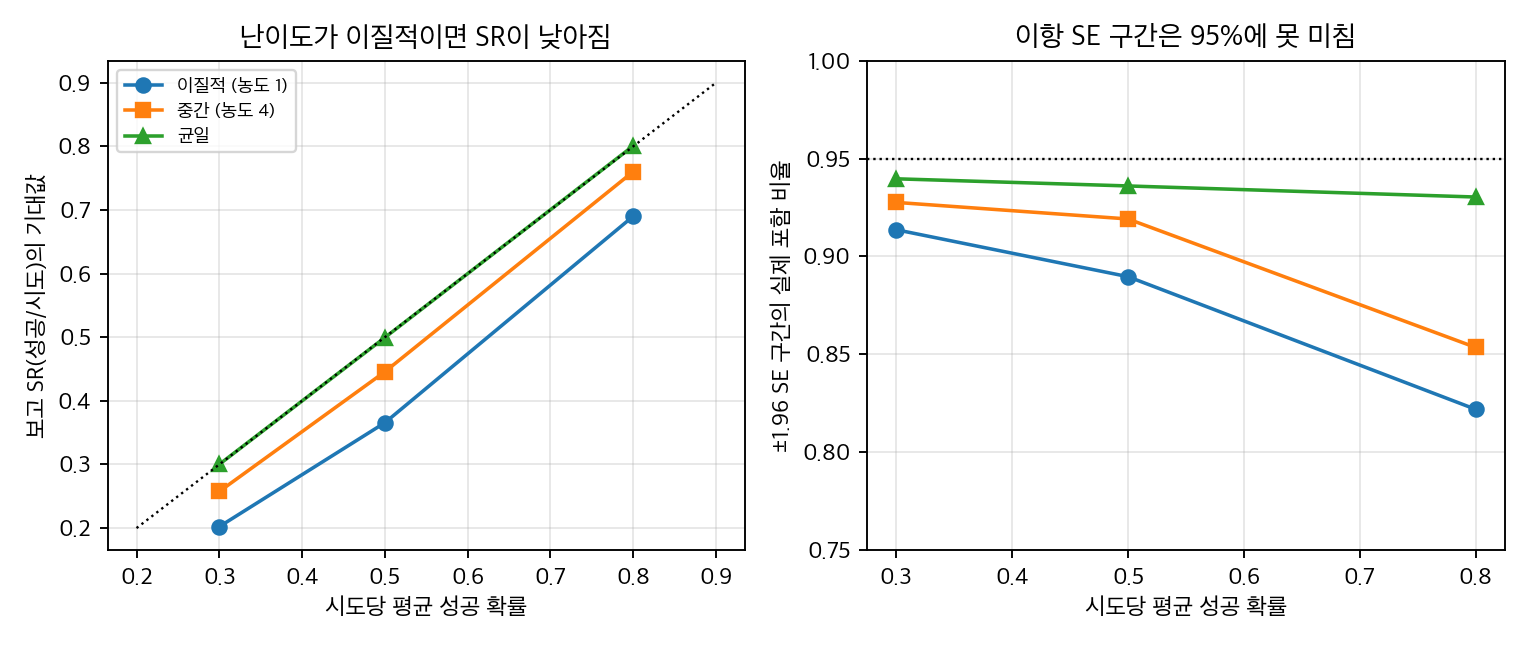 난이도가 이질적이면 SR이 낮아짐
보고 SR(성공/시도)의 기대값
이질적 (농도 1)
중간 (농도 4)
균일
0.9
0.8
0.7
0.6
0.5
0.4
0.3
0.2
0.2 0.3 0.4 0.5 0.6 0.7 0.8 0.9
시도당 평균 성공 확률
이항 SE 구간은 95%에 못 미침
±1.96 SE 구간의 실제 포함 비율
1.00
0.95
0.90
0.85
0.80
0.75
0.3 0.4 0.5 0.6 0.7 0.8
시도당 평균 성공 확률